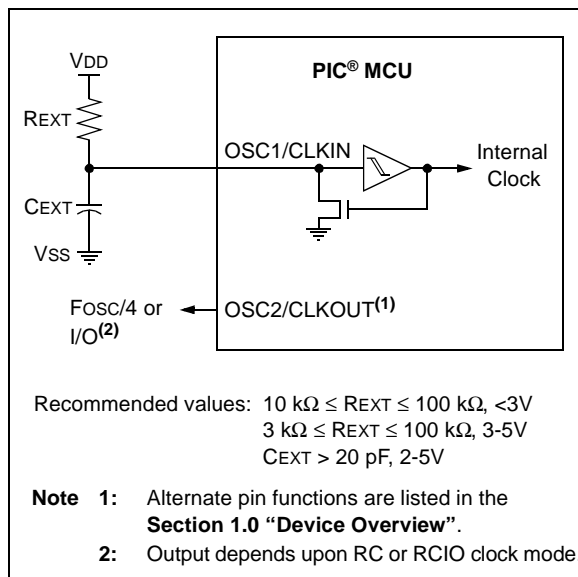 VDD
PIC® MCU
REXT
OSC1/CLKIN
Internal
Clock
CEXT
VSS
FOSC/4 or
I/O(2)
OSC2/CLKOUT(1)
Recommended values: 10 kΩ ≤ REXT ≤ 100 kΩ, <3V
3 kΩ ≤ REXT ≤ 100 kΩ, 3-5V
CEXT > 20 pF, 2-5V
Note 1: Alternate pin functions are listed in the
Section 1.0 “Device Overview”.
2: Output depends upon RC or RCIO clock mode